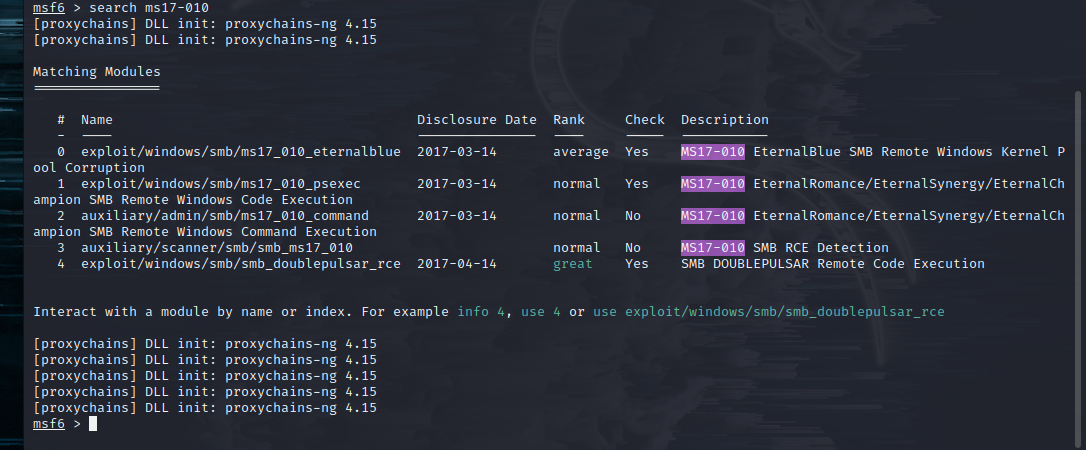 msf6 > search ms17-010
[proxychains] DLL init: proxychains-ng 4.15
[proxychains] DLL init: proxychains-ng 4.15
Matching Modules
================
# Name Disclosure Date Rank Check Description
- ---- --------------- ---- ----- -----------
0 exploit/windows/smb/ms17_010_eternalblue 2017-03-14 average Yes MS17-010 EternalBlue SMB Remote Windows Kernel P
ool Corruption
1 exploit/windows/smb/ms17_010_psexec 2017-03-14 normal Yes MS17-010 EternalRomance/EternalSynergy/EternalCh
ampion SMB Remote Windows Code Execution
2 auxiliary/admin/smb/ms17_010_command 2017-03-14 normal No MS17-010 EternalRomance/EternalSynergy/EternalCh
ampion SMB Remote Windows Command Execution
3 auxiliary/scanner/smb/smb_ms17_010 normal No MS17-010 SMB RCE Detection
4 exploit/windows/smb/smb_doublepulsar_rce 2017-04-14 great Yes SMB DOUBLEPULSAR Remote Code Execution
Interact with a module by name or index. For example info 4, use 4 or use exploit/windows/smb/smb_doublepulsar_rce
[proxychains] DLL init: proxychains-ng 4.15
[proxychains] DLL init: proxychains-ng 4.15
[proxychains] DLL init: proxychains-ng 4.15
[proxychains] DLL init: proxychains-ng 4.15
[proxychains] DLL init: proxychains-ng 4.15
msf6 >